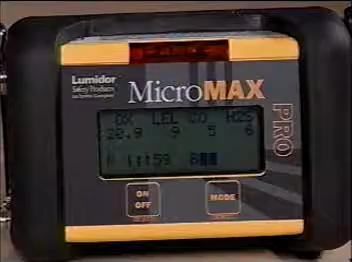 Lumidor
Safety Products
MicroMAX
PRO
OX LEL CO H2S
20.9 9 5 6
ON
OFF
MODE